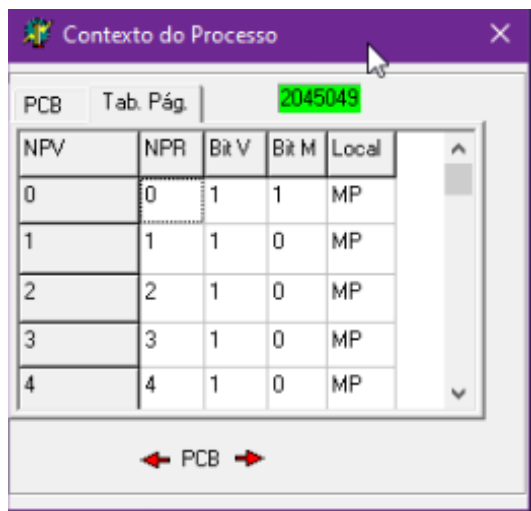 Contexto do Processo
PCB Tab. Pág. 2045049
NPV NPR Bit V Bit M Local
0 0 1 1 MP
1 1 1 0 MP
2 2 1 0 MP
3 3 1 0 MP
4 4 1 0 MP
PCB